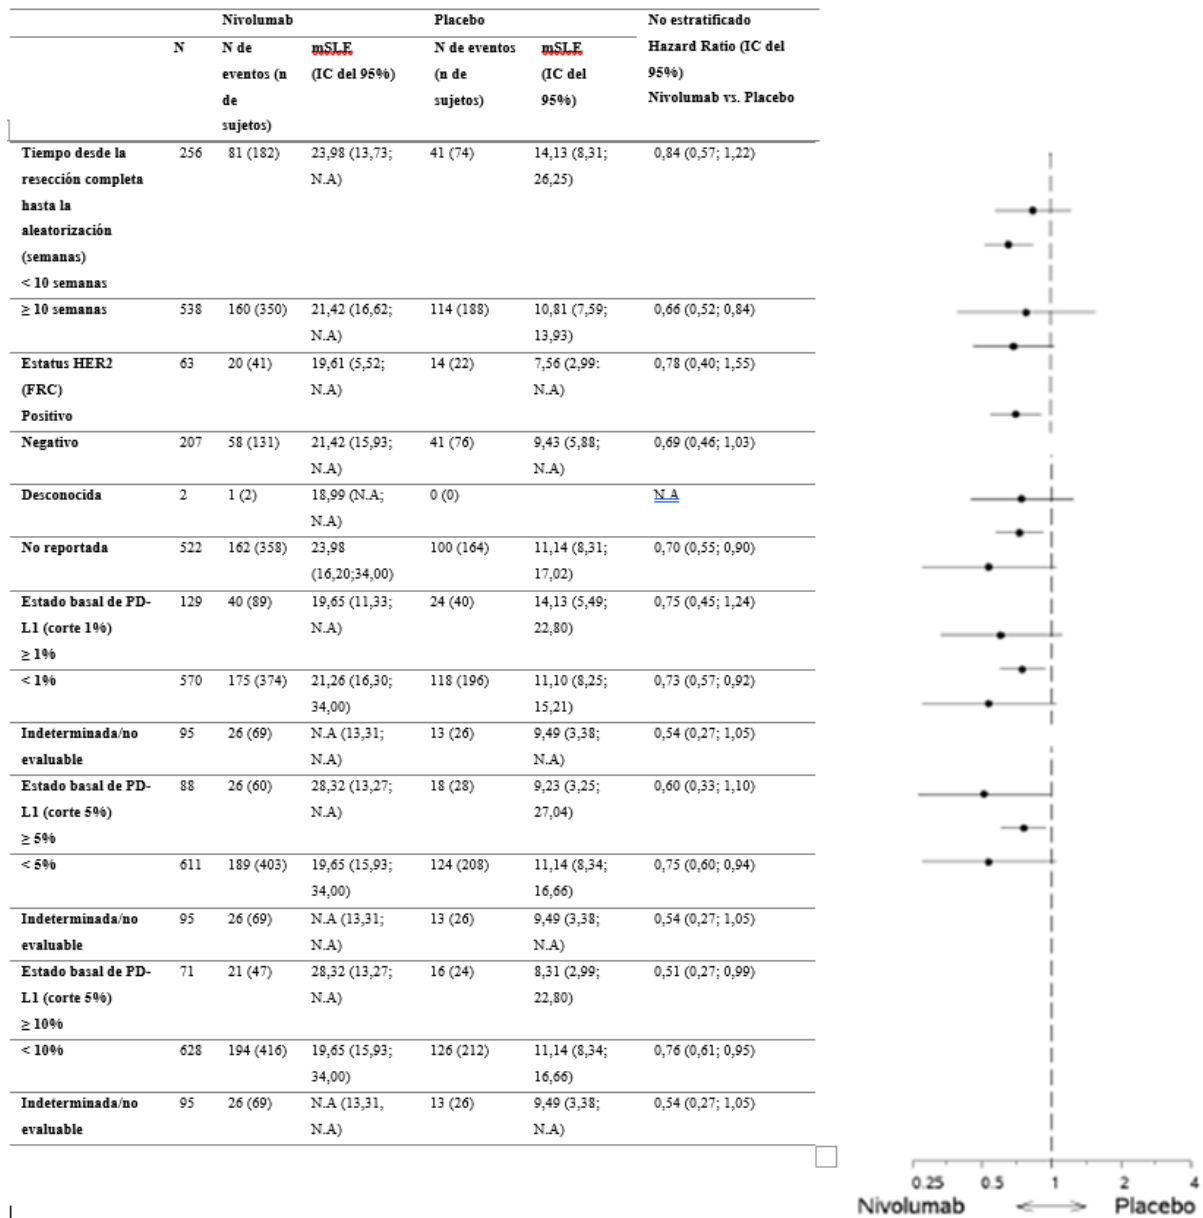 Nivolumab Placebo No estratificado
N N de mSLE N de eventos mSLE Hazard Ratio (IC del
eventos (n (IC del 95%) (n de (IC del 95%)
de sujetos) 95%) Nivolumab vs. Placebo
sujetos)
Tiempo desde la 256 81 (182) 23,98 (13,73; 41 (74) 14,13 (8,31; 0,84 (0,57; 1,22)
resección completa N.A) 26,25)
hasta la
aleatorización
(semanas)
< 10 semanas
≥ 10 semanas 538 160 (350) 21,42 (16,62; 114 (188) 10,81 (7,59; 0,66 (0,52; 0,84)
N.A) 13,93)
Estatus HER2 63 20 (41) 19,61 (5,52; 14 (22) 7,56 (2,99: 0,78 (0,40; 1,55)
(FRC) N.A) N.A)
Positivo
Negativo 207 58 (131) 21,42 (15,93; 41 (76) 9,43 (5,88; 0,69 (0,46; 1,03)
N.A) N.A)
Desconocida 2 1 (2) 18,99 (N.A; 0 (0) N.A
N.A)
No reportada 522 162 (358) 23,98 100 (164) 11,14 (8,31; 0,70 (0,55; 0,90)
(16,20;34,00) 17,02)
Estado basal de PD- 129 40 (89) 19,65 (11,33; 24 (40) 14,13 (5,49; 0,75 (0,45; 1,24)
L1 (corte 1%) N.A) 22,80)
≥ 1%
< 1% 570 175 (374) 21,26 (16,30; 118 (196) 11,10 (8,25; 0,73 (0,57; 0,92)
34,00) 15,21)
Indeterminada/no 95 26 (69) N.A (13,31; 13 (26) 9,49 (3,38; 0,54 (0,27; 1,05)
evaluable N.A) N.A)
Estado basal de PD- 88 26 (60) 28,32 (13,27; 18 (28) 9,23 (3,25; 0,60 (0,33; 1,10)
L1 (corte 5%) N.A) 27,04)
≥ 5%
< 5% 611 189 (403) 19,65 (15,93; 124 (208) 11,14 (8,34; 0,75 (0,60; 0,94)
34,00) 16,66)
Indeterminada/no 95 26 (69) N.A (13,31; 13 (26) 9,49 (3,38; 0,54 (0,27; 1,05)
evaluable N.A) N.A)
Estado basal de PD- 71 21 (47) 28,32 (13,27; 16 (24) 8,31 (2,99; 0,51 (0,27; 0,99)
L1 (corte 5%) N.A) 22,80)
≥ 10%
< 10% 628 194 (416) 19,65 (15,93; 126 (212) 11,14 (8,34; 0,76 (0,61; 0,95)
34,00) 16,66)
Indeterminada/no 95 26 (69) N.A (13,31, 13 (26) 9,49 (3,38; 0,54 (0,27; 1,05)
evaluable N.A) N.A)
0.25 0.5 1 2 4
Nivolumab Placebo